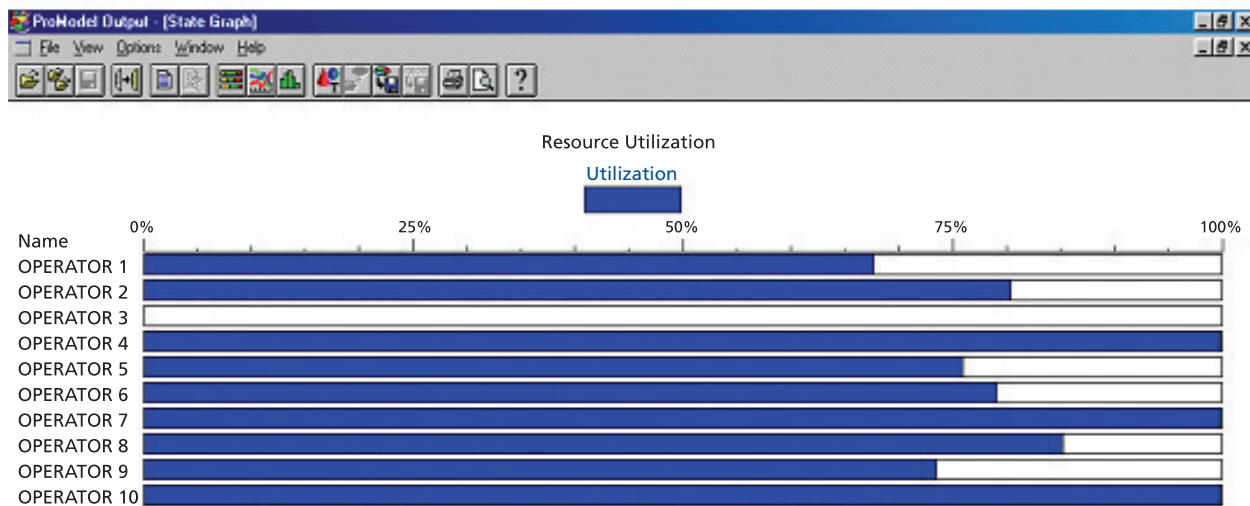 ProModel Output - [State Graph]
File View Options Window Help
Resource Utilization
Utilization
0% 25% 50% 75% 100%
Name
OPERATOR 1
OPERATOR 2
OPERATOR 3
OPERATOR 4
OPERATOR 5
OPERATOR 6
OPERATOR 7
OPERATOR 8
OPERATOR 9
OPERATOR 10